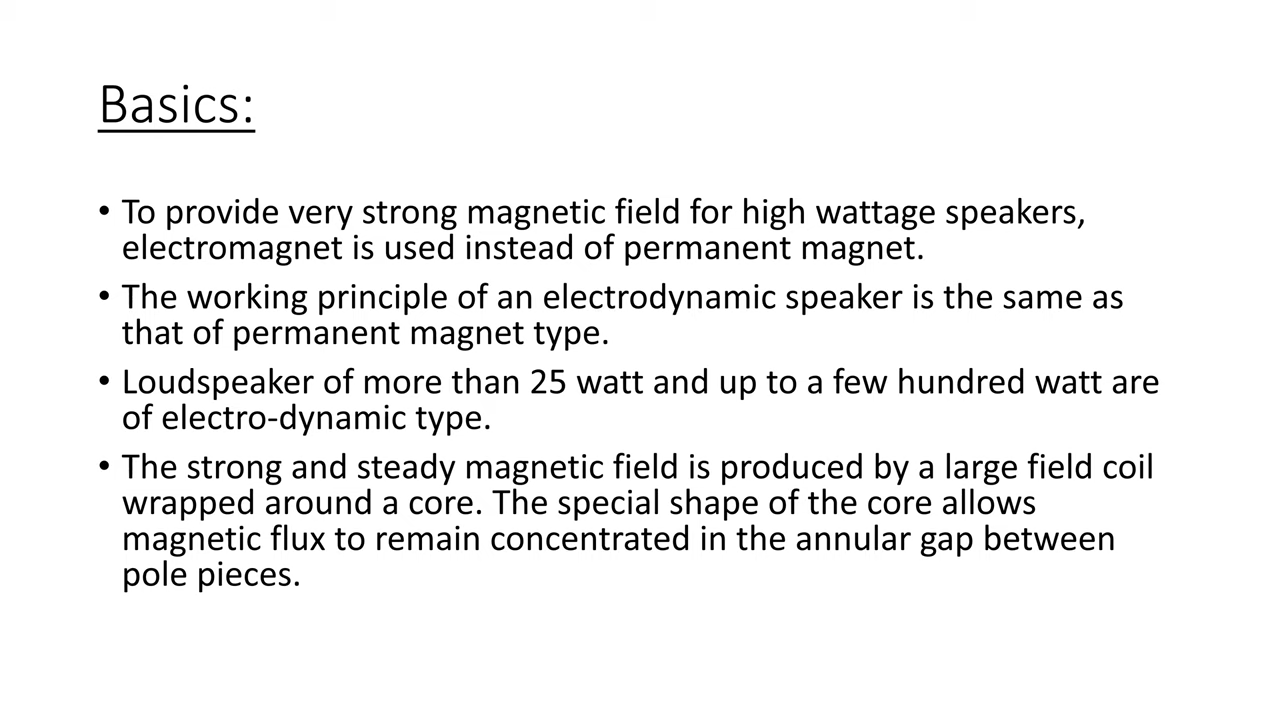 Basics:
• To provide very strong magnetic field for high wattage speakers,
electromagnet is used instead of permanent magnet.
• The working principle of an electrodynamic speaker is the same as
that of permanent magnet type.
• Loudspeaker of more than 25 watt and up to a few hundred watt are
of electro-dynamic type.
• The strong and steady magnetic field is produced by a large field coil
wrapped around a core. The special shape of the core allows
magnetic flux to remain concentrated in the annular gap between
pole pieces.